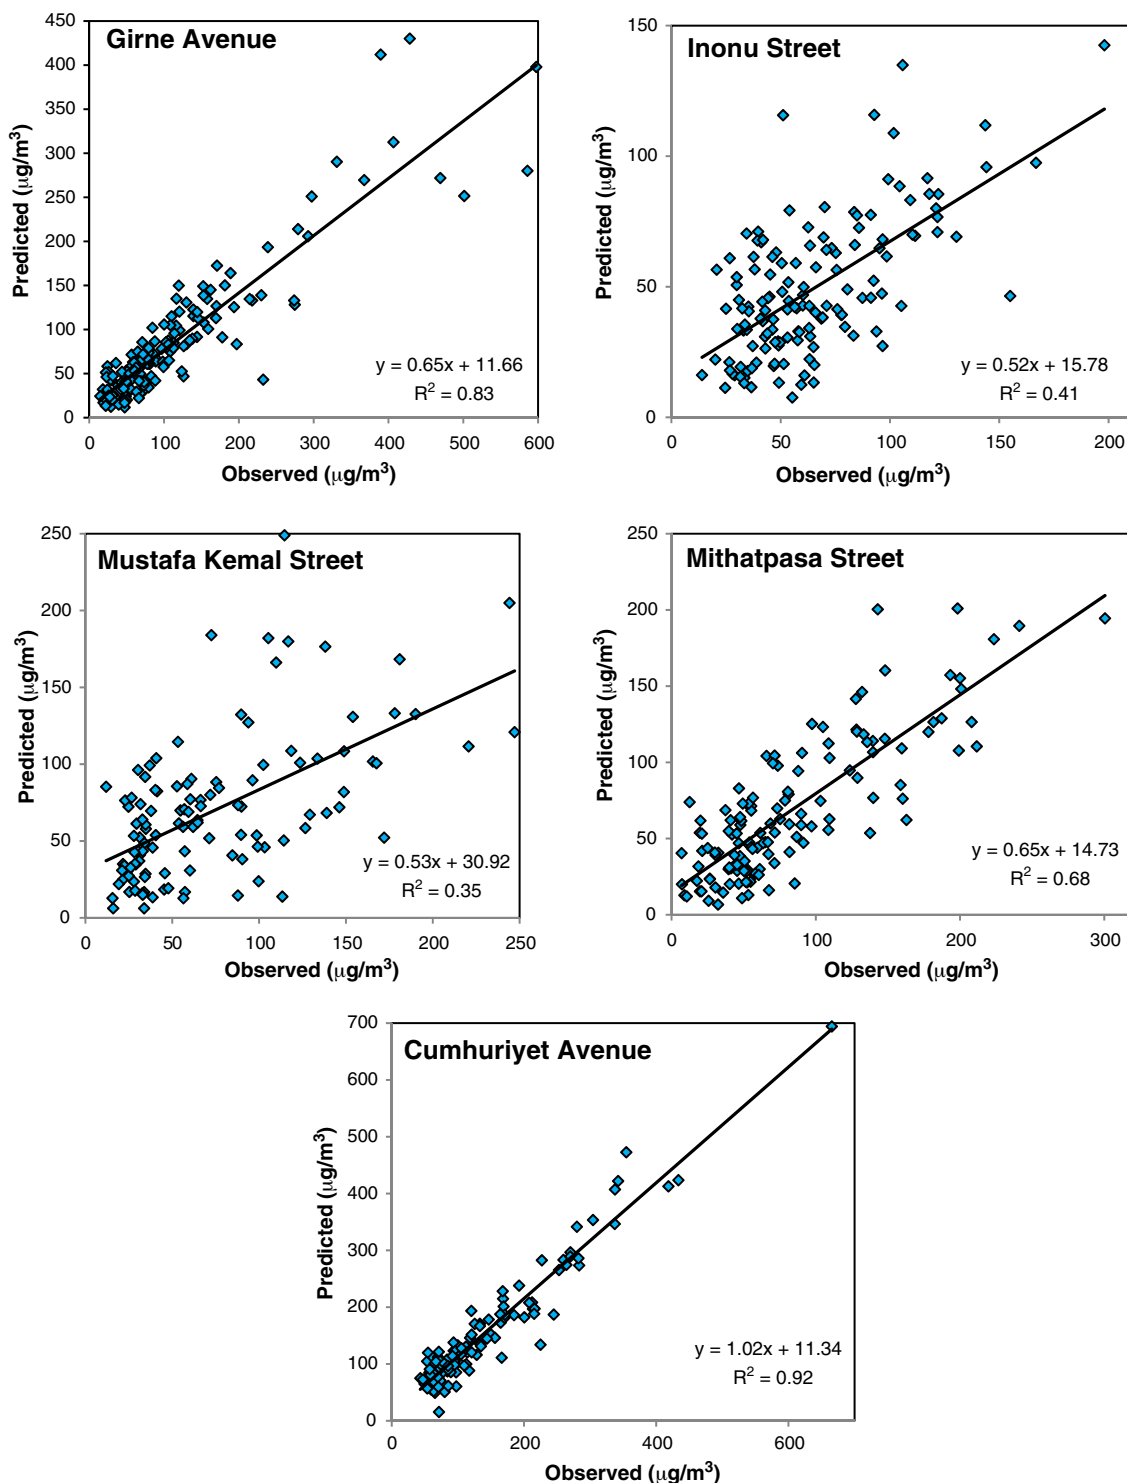 Girne Avenue
450
400
350
300
250
200
150
100
50
0
Predicted (μg/m³)
y = 0.65x + 11.66
R² = 0.83
0 100 200 300 400 500 600
Observed (μg/m³)
Inonu Street
150
100
50
0
Predicted (μg/m³)
y = 0.52x + 15.78
R² = 0.41
0 50 100 150 200
Observed (μg/m³)
Mustafa Kemal Street
250
200
150
100
50
0
Predicted (μg/m³)
y = 0.53x + 30.92
R² = 0.35
0 50 100 150 200 250
Observed (μg/m³)
Mithatpasa Street
250
200
150
100
50
0
Predicted (μg/m³)
y = 0.65x + 14.73
R² = 0.68
0 100 200 300
Observed (μg/m³)
Cumhuriyet Avenue
700
600
500
400
300
200
100
0
Predicted (μg/m³)
y = 1.02x + 11.34
R² = 0.92
0 200 400 600
Observed (μg/m³)